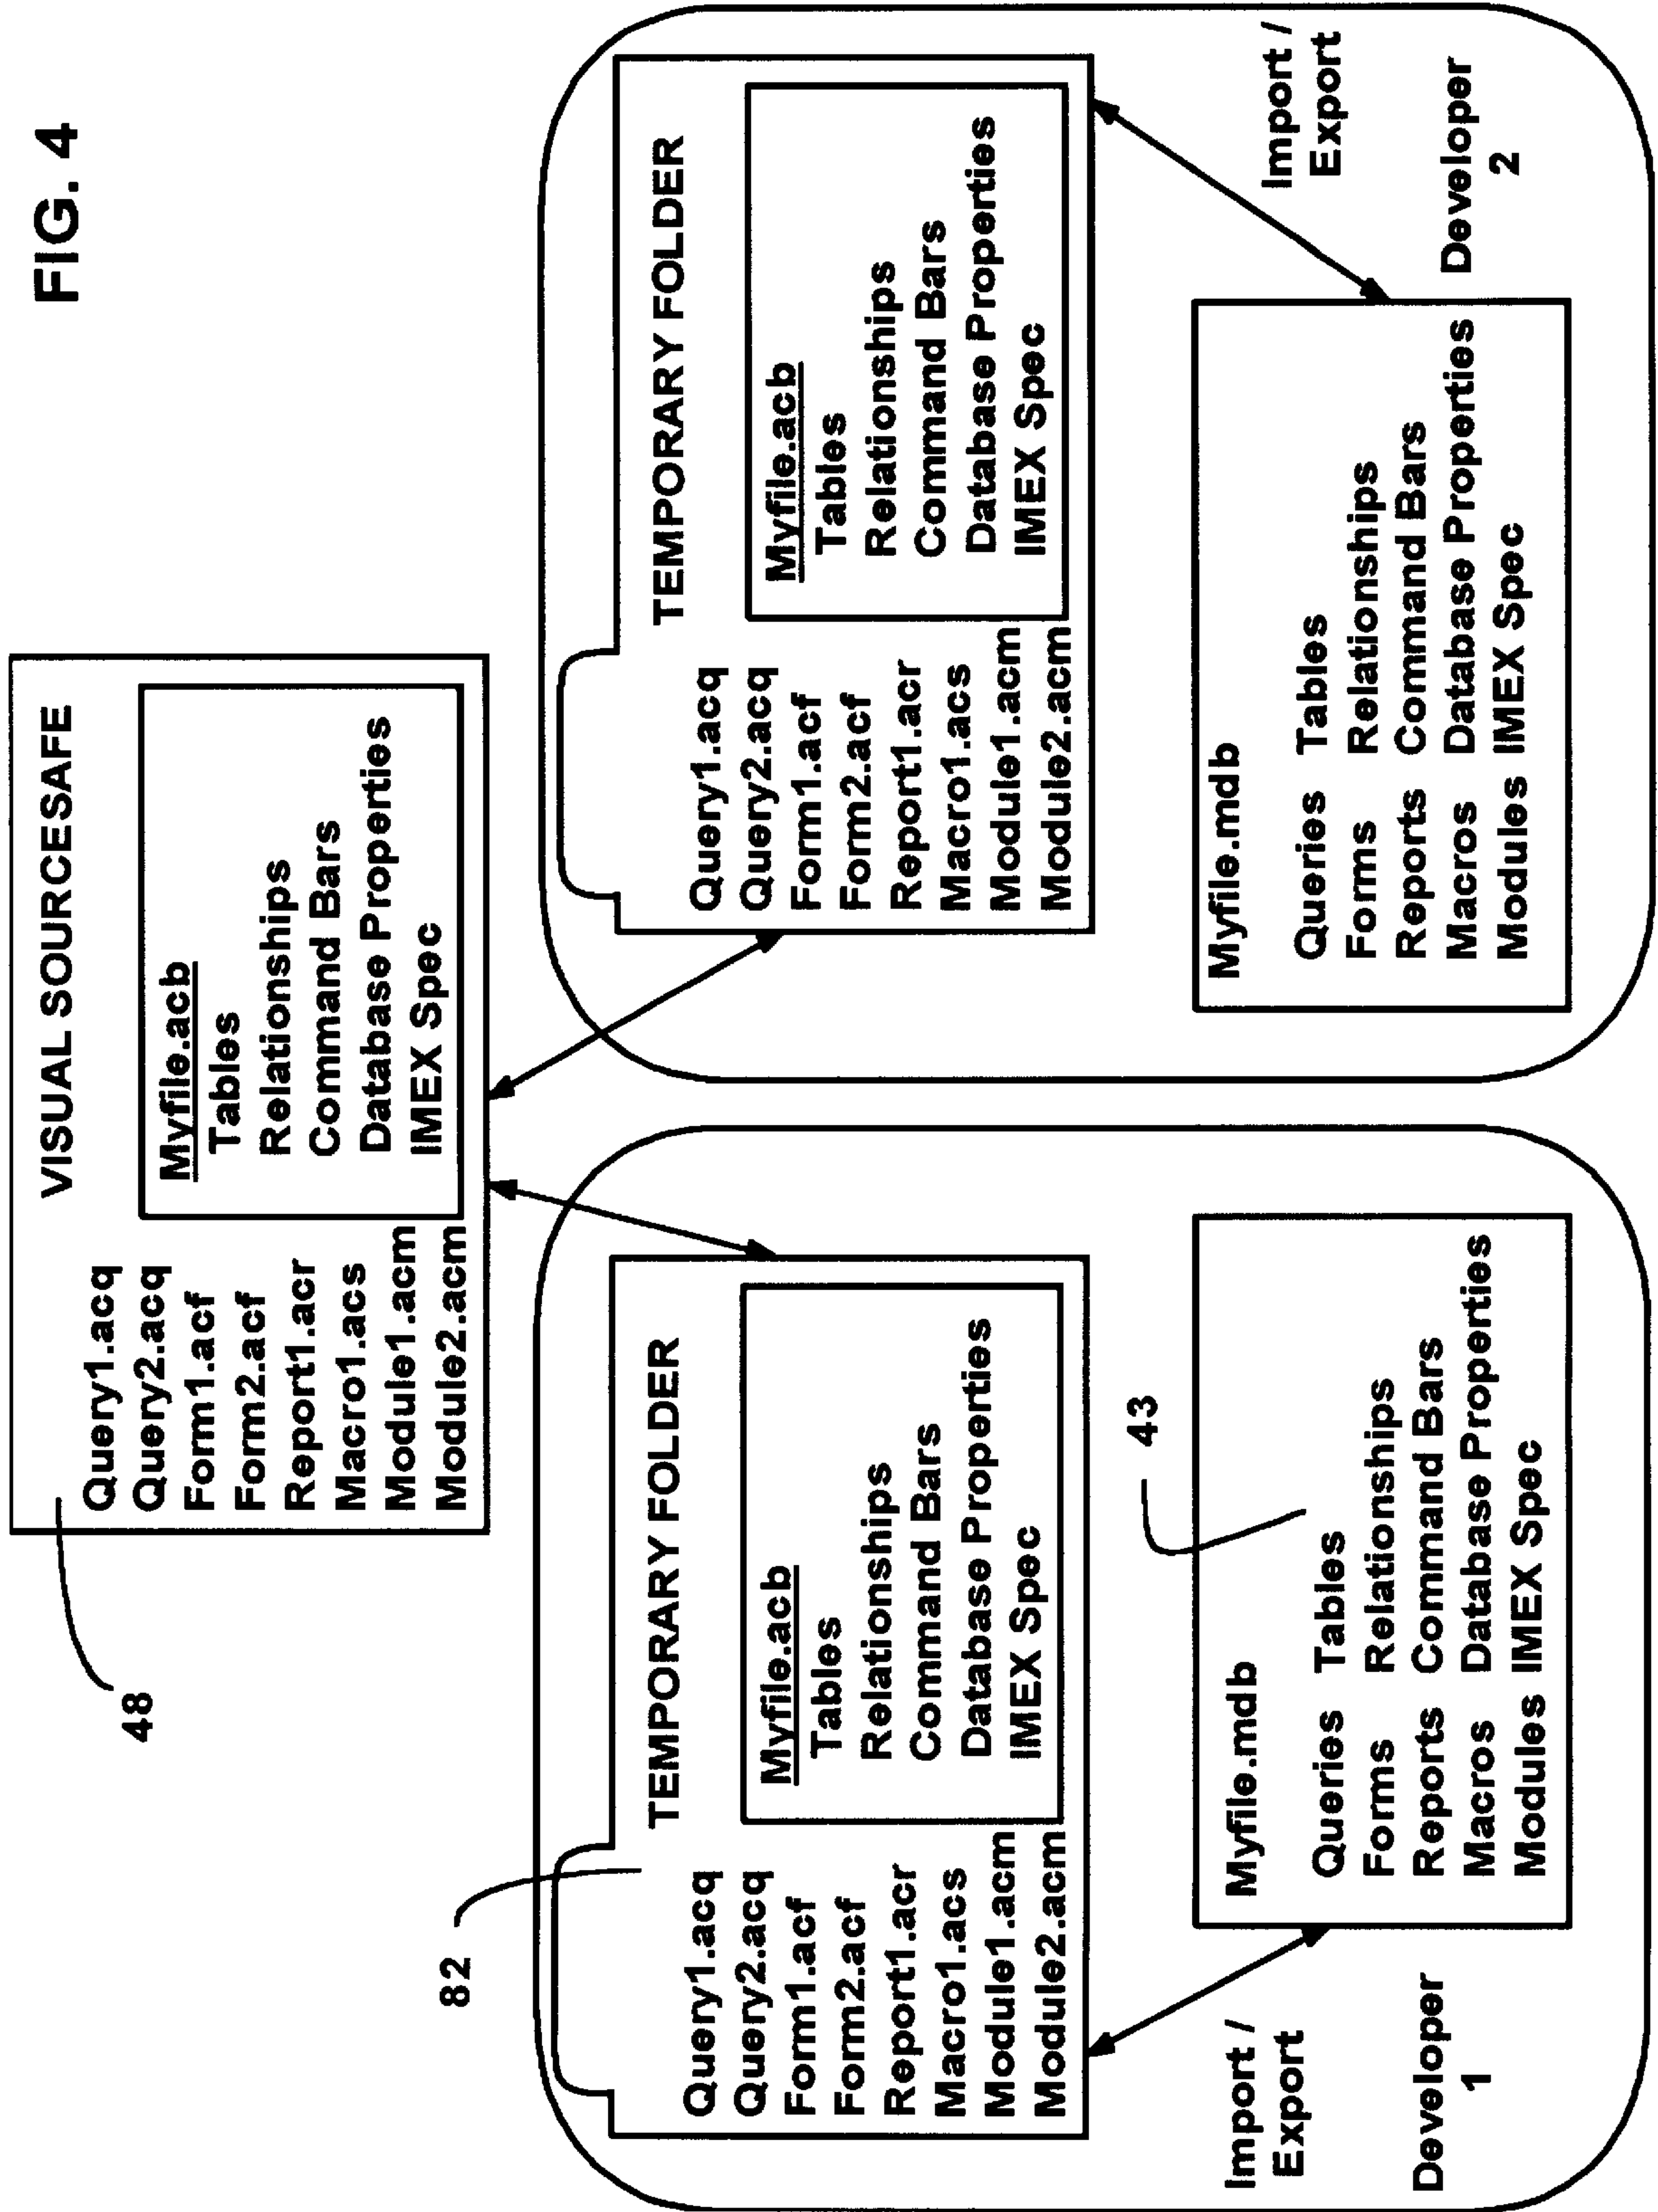 FIG. 4
VISUAL SOURCESAFE
48
Query1.acq
Query2.acq
Form1.acf
Form2.acf
Report1.acr
Macro1.acs
Module1.acm
Module2.acm
Myfile.acb
Tables
Relationships
Command Bars
Database Properties
IMEX Spec
82
TEMPORARY FOLDER
Query1.acq
Query2.acq
Form1.acf
Form2.acf
Report1.acr
Macro1.acs
Module1.acm
Module2.acm
Myfile.acb
Tables
Relationships
Command Bars
Database Properties
IMEX Spec
Import /
Export
Developer
1
43
Myfile.mdb
Queries Tables
Forms Relationships
Reports Command Bars
Macros Database Properties
Modules IMEX Spec
TEMPORARY FOLDER
Query1.acq
Query2.acq
Form1.acf
Form2.acf
Report1.acr
Macro1.acs
Module1.acm
Module2.acm
Myfile.acb
Tables
Relationships
Command Bars
Database Properties
IMEX Spec
Myfile.mdb
Queries Tables
Forms Relationships
Reports Command Bars
Macros Database Properties
Modules IMEX Spec
Import /
Export
Developer
2